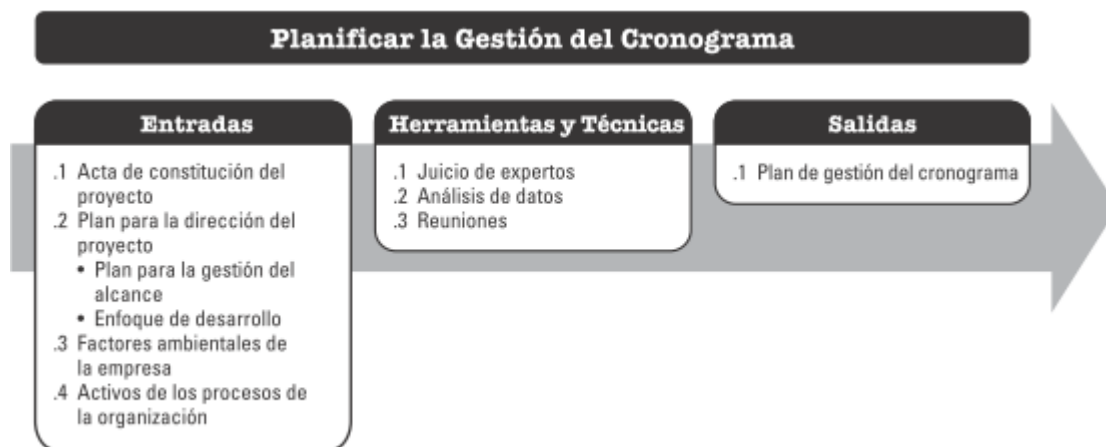 Planificar la Gestión del Cronograma
Entradas
.1 Acta de constitución del
proyecto
.2 Plan para la dirección del
proyecto
• Plan para la gestión del
alcance
• Enfoque de desarrollo
.3 Factores ambientales de
la empresa
.4 Activos de los procesos de
la organización
Herramientas y Técnicas
.1 Juicio de expertos
.2 Análisis de datos
.3 Reuniones
Salidas
.1 Plan de gestión del cronograma